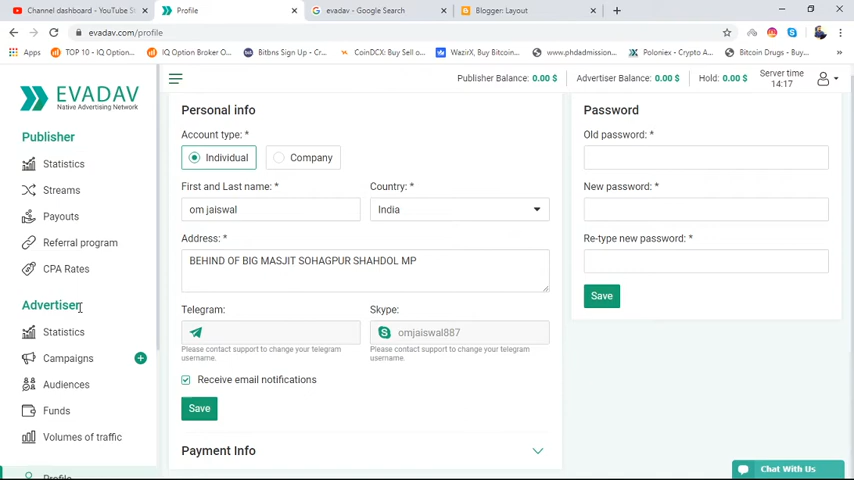 Channel dashboard - YouTube St
Profile
evadav - Google Search
Blogger: Layout
evadav.com/profile
Apps
TOP 10 - IQ Option...
IQ Option Broker O...
Bitbns Sign Up - Cr...
CoinDCX: Buy Sell o...
WazirX, Buy Bitcoin...
www.phdadmission...
Poloniex - Crypto A...
Bitcoin Drugs - Buy...
EVADAV
Native Advertising Network
Publisher Balance: 0.00 $
Advertiser Balance: 0.00 $
Hold: 0.00 $
Server time
14:17
Publisher
Statistics
Streams
Payouts
Referral program
CPA Rates
Advertiser
Statistics
Campaigns
Audiences
Funds
Volumes of traffic
Profile
Personal info
Account type: *
Individual
Company
First and Last name: *
Country: *
om jaiswal
India
Address: *
BEHIND OF BIG MASJIT SOHAGPUR SHAHDOL MP
Telegram:
Skype:
omjaiswal887
Please contact support to change your telegram
username.
Please contact support to change your telegram
username.
Receive email notifications
Save
Payment Info
Password
Old password: *
New password: *
Re-type new password: *
Save
Chat With Us